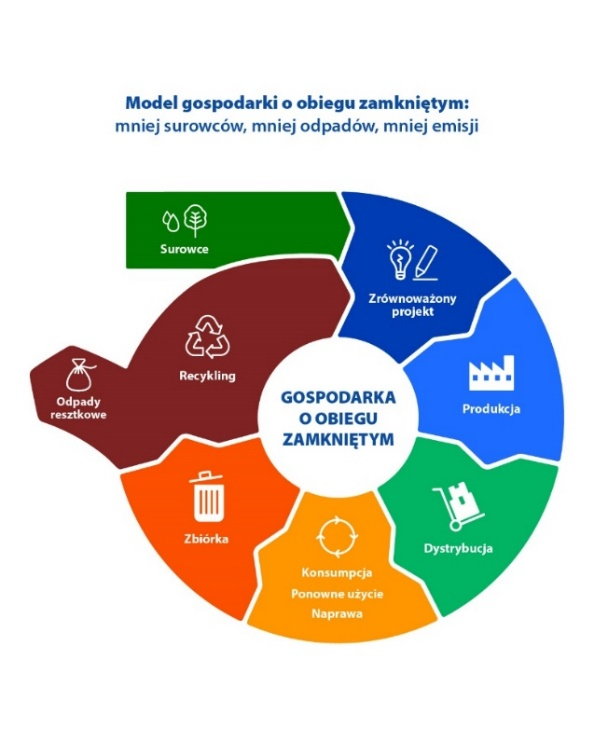 Model gospodarki o obiegu zamkniętym:
mniej surowców, mniej odpadów, mniej emisji
Surowce
Zrównoważony
projekt
Produkcja
Dystrybucja
Konsumpcja
Ponowne użycie
Naprawa
Zbiórka
Recykling
Odpady
resztkowe
GOSPODARKA
O OBIEGU
ZAMKNIĘTYM